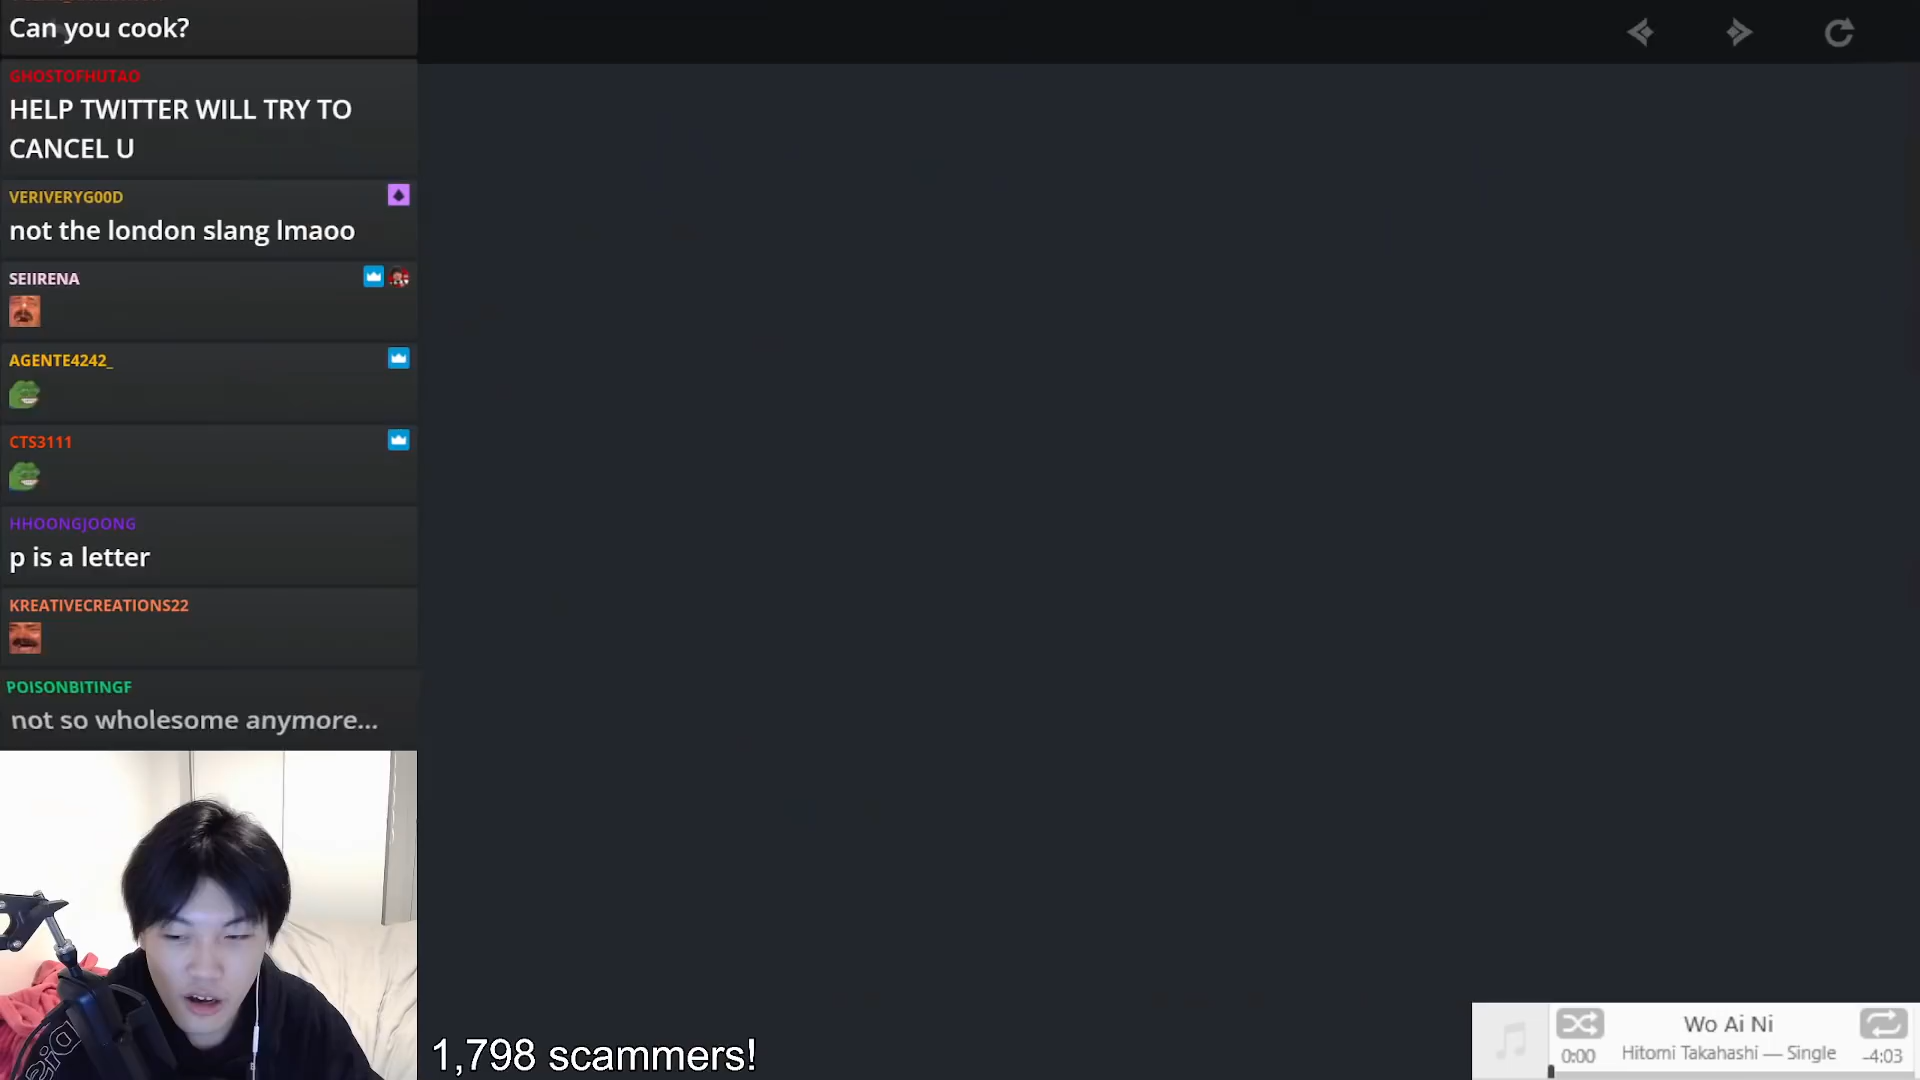 Can you cook?
GHOSTOFHUTAO
HELP TWITTER WILL TRY TO
CANCEL U
VERIVERYG00D
not the london slang lmaoo
SEIIRENA
AGENTE4242_
CTS3111
HHOONGJOONG
p is a letter
KREATIVECREATIONS22
POISONBITINGF
not so wholesome anymore...
1,798 scammers!
Wo Ai Ni
0:00 Hitomi Takahashi — Single -4:03